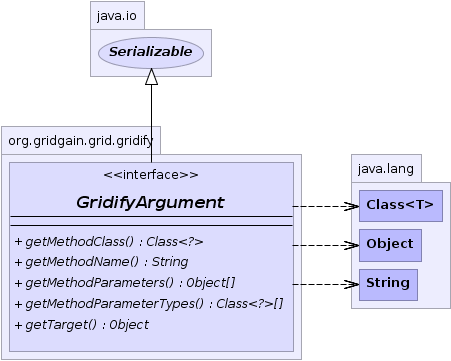 java.io
Serializable
org.gridgain.grid.gridify
<<interface>>
GridifyArgument
+ getMethodClass() : Class<?>
+ getMethodName() : String
+ getMethodParameters() : Object[]
+ getMethodParameterTypes() : Class<?>[]
+ getTarget() : Object
java.lang
Class<T>
Object
String